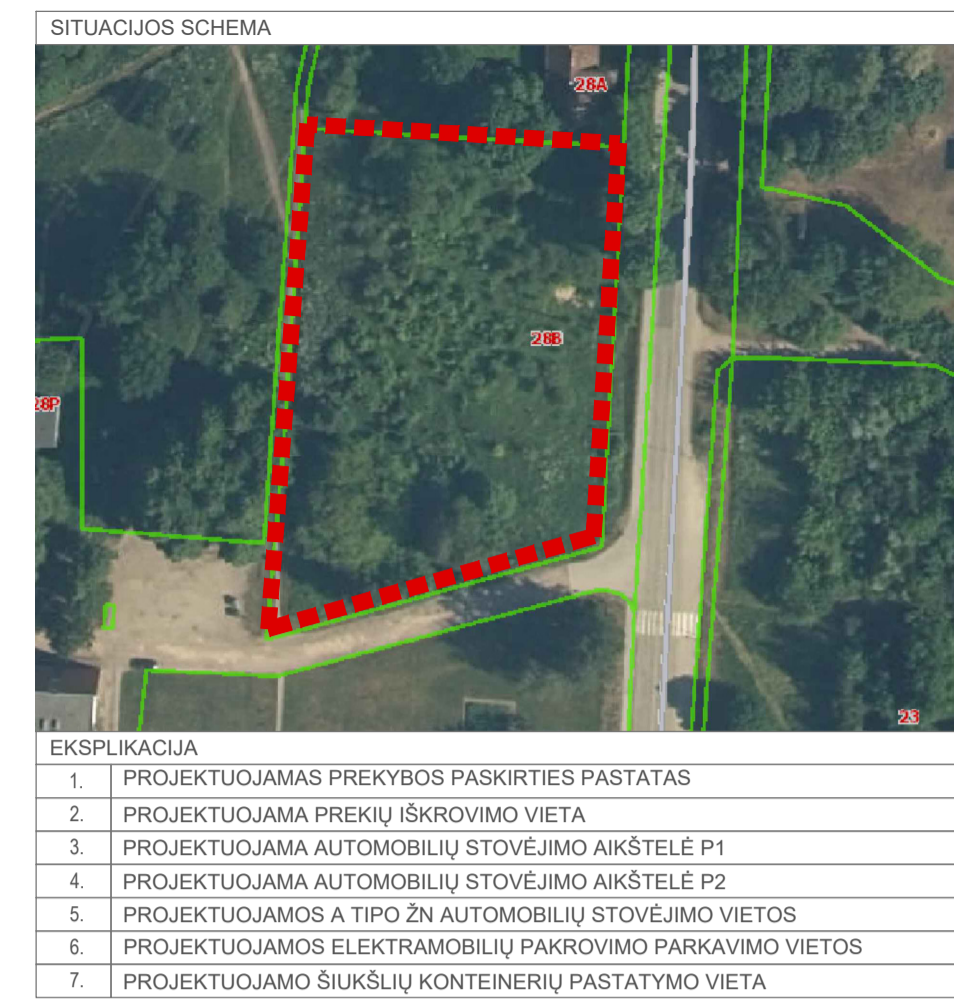 SITUACIJOS SCHEMA
28A
28B
28P
23
EKSPLIKACIJA
1. PROJEKTUOJAMAS PREKYBOS PASKIRTIES PASTATAS
2. PROJEKTUOJAMA PREKIŲ IŠKROVIMO VIETA
3. PROJEKTUOJAMA AUTOMOBILIŲ STOVĖJIMO AIKŠTELĖ P1
4. PROJEKTUOJAMA AUTOMOBILIŲ STOVĖJIMO AIKŠTELĖ P2
5. PROJEKTUOJAMOS A TIPO ŽN AUTOMOBILIŲ STOVĖJIMO VIETOS
6. PROJEKTUOJAMOS ELEKTRAMOBILIŲ PAKROVIMO PARKAVIMO VIETOS
7. PROJEKTUOJAMO ŠIUKŠLIŲ KONTEINERIŲ PASTATYMO VIETA